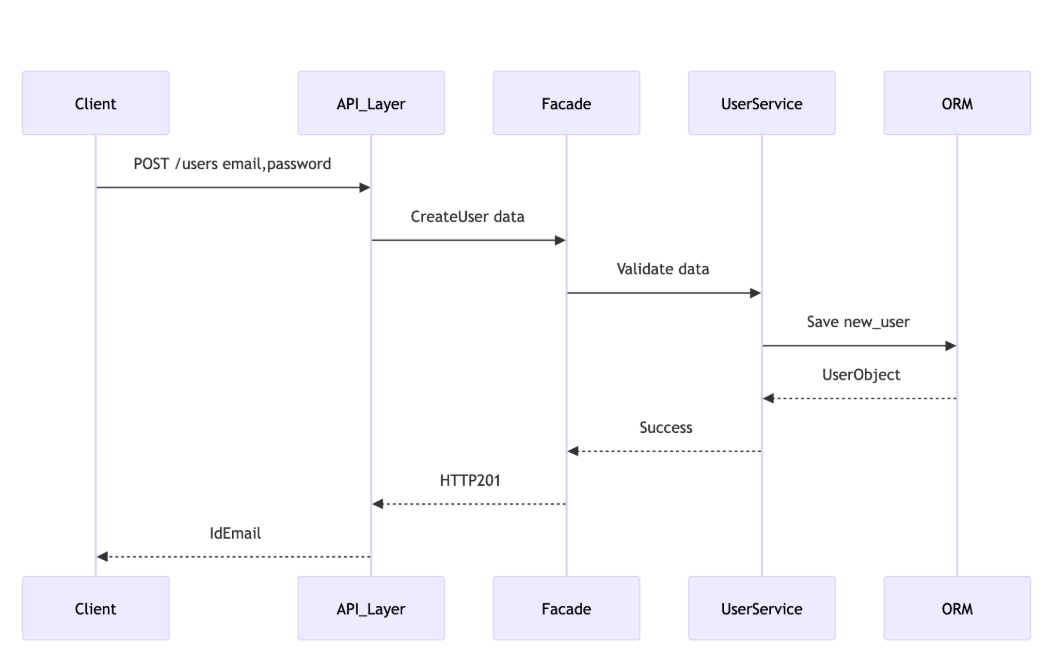 Client
API_Layer
Facade
UserService
ORM
POST /users email,password
CreateUser data
Validate data
Save new_user
UserObject
Success
HTTP201
IdEmail
Client
API_Layer
Facade
UserService
ORM